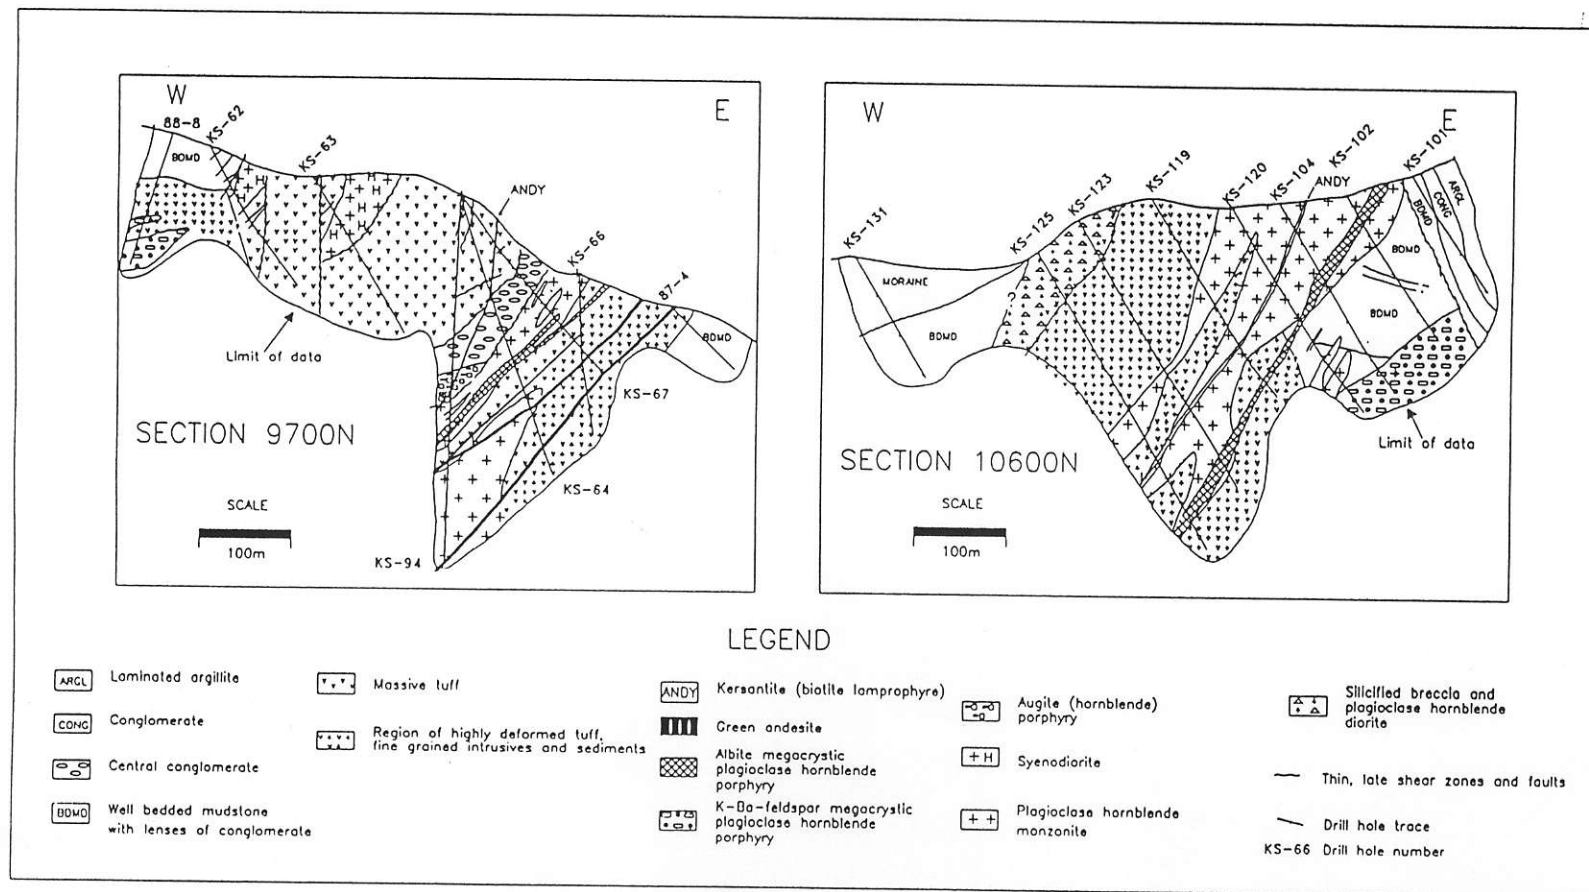 W
E
88-8
KS-62
BDMD
KS-63
ANDY
KS-66
87-4
BDMD
Limit of data
KS-67
SECTION 9700N
KS-64
SCALE
100m
KS-94
W
E
KS-131
KS-125
KS-123
KS-119
KS-120
KS-104
KS-102
KS-101
ANDY
ARGL
CONG
BDMD
BDMD
MORAINE
?
BDMD
BDMD
Limit of data
SECTION 10600N
SCALE
100m
LEGEND
ARGL Laminated argillite
CONG Conglomerate
Central conglomerate
BDMD Well bedded mudstone
with lenses of conglomerate
Massive tuff
Region of highly deformed tuff,
fine grained intrusives and sediments
ANDY Kersantite (biotite lamprophyre)
Green andesite
Albite megacrystic
plagioclase hornblende
porphyry
K-Ba-feldspar megacrystic
plagioclase hornblende
porphyry
Augite (hornblende)
porphyry
+ H Syenodiorite
+ + Plagioclase hornblende
monzonite
Silicified breccia and
plagioclase hornblende
diorite
Thin, late shear zones and faults
Drill hole trace
KS-66 Drill hole number